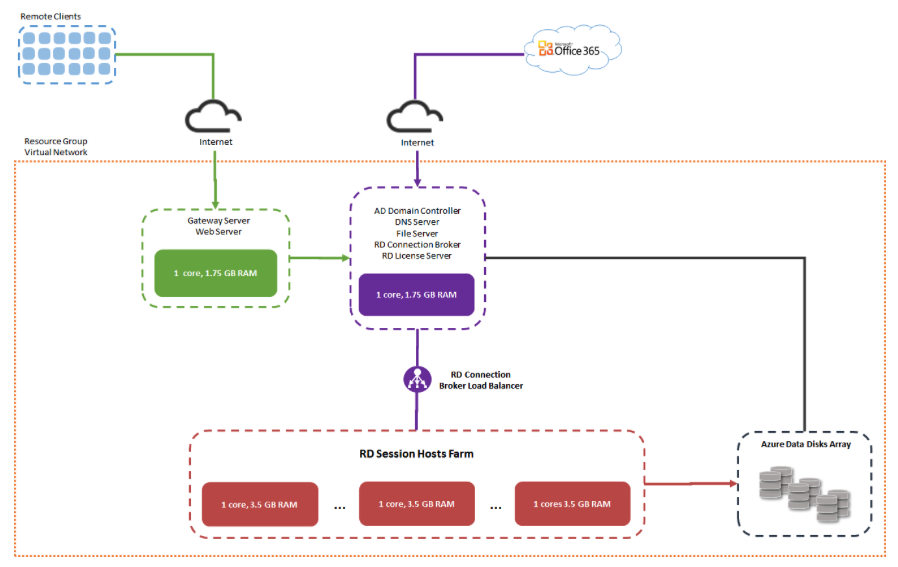 Remote Clients
Microsoft
Office 365
Internet
Internet
Resource Group
Virtual Network
Gateway Server
Web Server
1 core, 1.75 GB RAM
AD Domain Controller
DNS Server
File Server
RD Connection Broker
RD License Server
1 core, 1.75 GB RAM
RD Connection
Broker Load Balancer
RD Session Hosts Farm
1 core, 3.5 GB RAM
...
1 core, 3.5 GB RAM
...
1 cores 3.5 GB RAM
Azure Data Disks Array